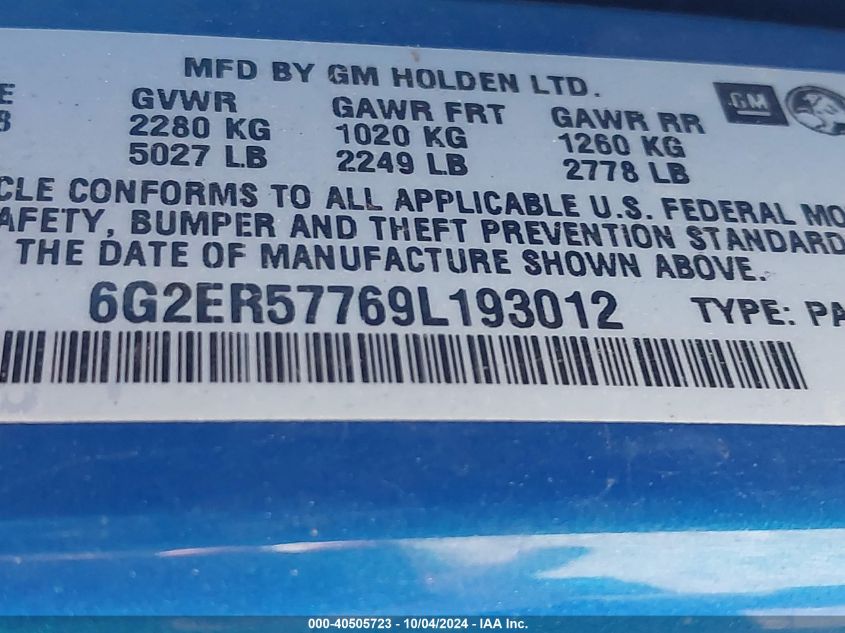 MFD BY GM HOLDEN LTD.
GVWR GAWR FRT GAWR RR
2280 KG 1020 KG 1260 KG
5027 LB 2249 LB 2778 LB
GM
CLE CONFORMS TO ALL APPLICABLE U.S. FEDERAL MO
AFETY, BUMPER AND THEFT PREVENTION STANDARD
THE DATE OF MANUFACTURE SHOWN ABOVE.
6G2ER57769L193012 TYPE: PA
000-40505723 - 10/04/2024 - IAA Inc.